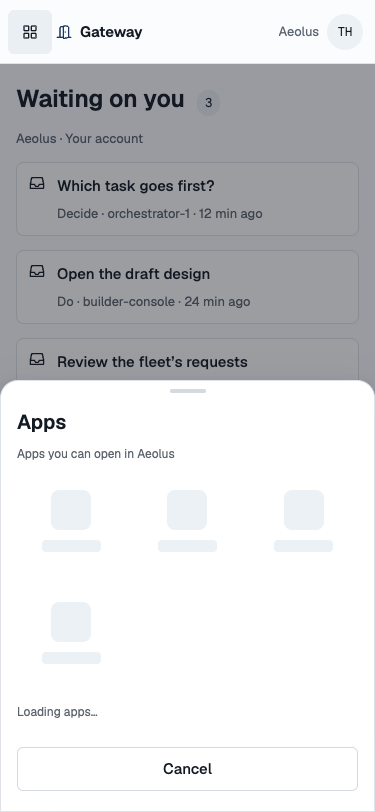 Gateway
Aeolus
TH
Waiting on you
3
Aeolus · Your account
Which task goes first?
Decide · orchestrator-1 · 12 min ago
Open the draft design
Do · builder-console · 24 min ago
Review the fleet's requests
Apps
Apps you can open in Aeolus
Loading apps…
Cancel